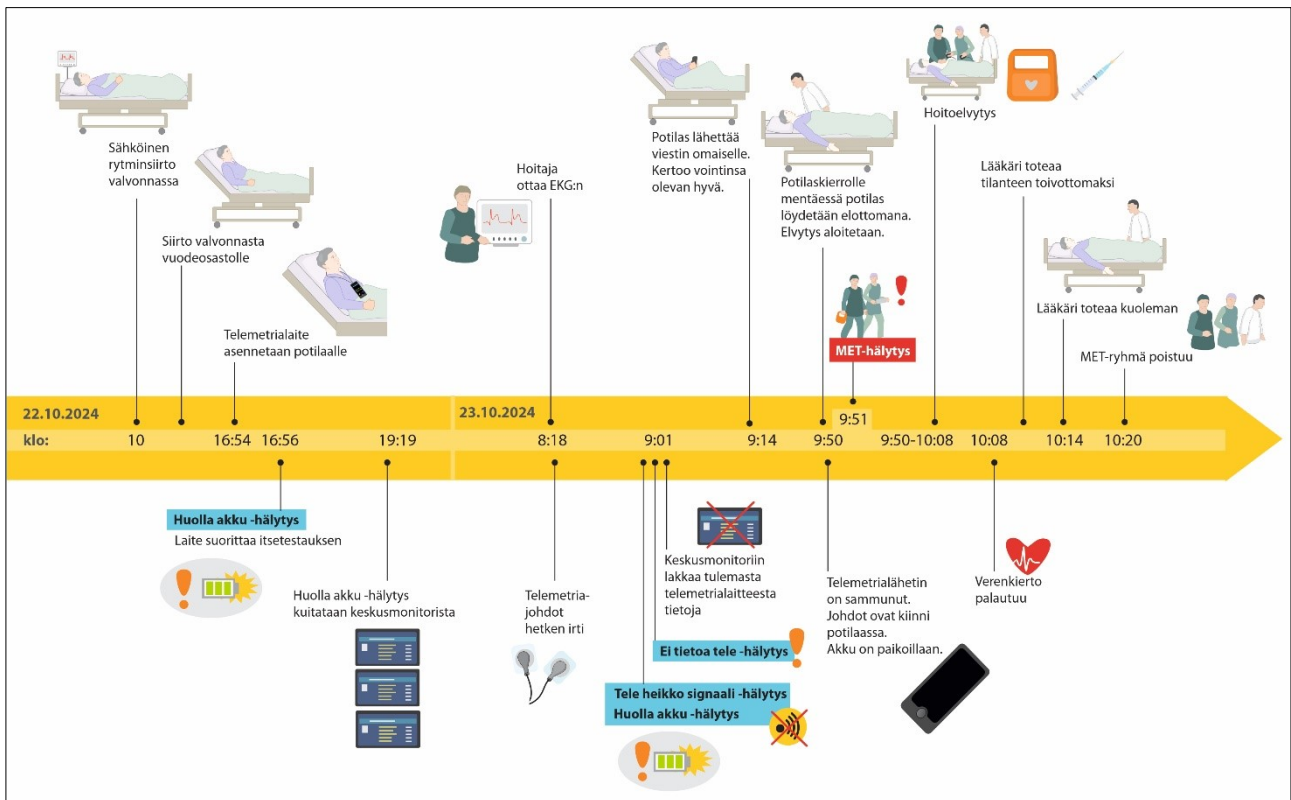 Sähköinen
rytminsiirto
valvonnassa
Siirto valvonnasta
vuodeosastolle
Telemetrialaite
asennetaan potilaalle
Hoitaja
ottaa EKG:n
Potilas lähettää
viestin omaiselle.
Kertoo vointinsa
olevan hyvä.
Potilaskierrolle
mentäessä potilas
löydetään elottomana.
Elvytys aloitetaan.
MET-hälytys
Hoitoelvytys
Lääkäri toteaa
tilanteen toivottomaksi
Lääkäri toteaa kuoleman
MET-ryhmä poistuu
22.10.2024
23.10.2024
9:51
klo:
10
16:54
16:56
19:19
8:18
9:01
9:14
9:50
9:50-10:08
10:08
10:14
10:20
Huolla akku -hälytys
Laite suorittaa itsetestauksen
Huolla akku -hälytys
kuitataan keskusmonitorista
Telemetria-
johdot
hetken irti
Keskusmonitoriin
lakkaa tulemasta
telemetrialaitteesta
tietoja
Ei tietoa tele -hälytys
Tele heikko signaali -hälytys
Huolla akku -hälytys
Telemetrialähetin
on sammunut.
Johdot ovat kiinni
potilaassa.
Akku on paikoillaan.
Verenkierto
palautuu